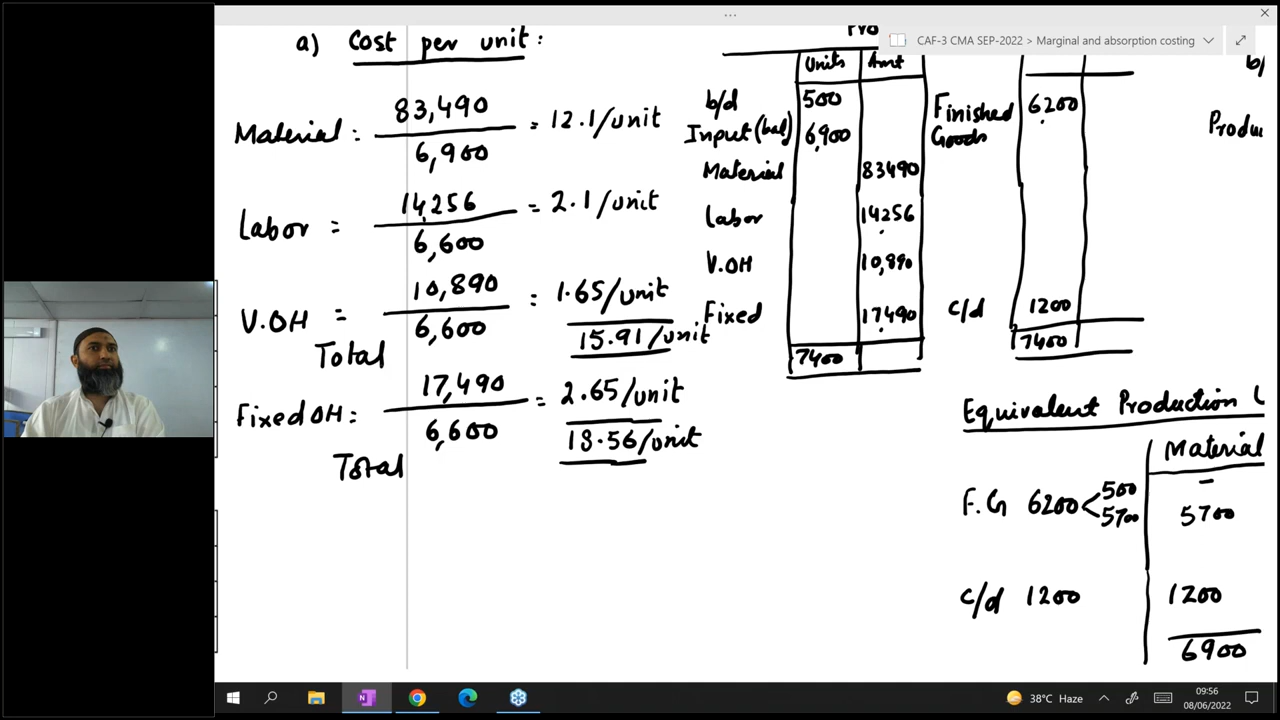 CAF-3 CMA SEP-2022 > Marginal and absorption costing
a) Cost per unit:
Material = 83,490 / 6,900 = 12.1/unit
Labor = 14,256 / 6,600 = 2.1/unit
V.OH = 10,890 / 6,600 = 1.65/unit
Total 15.91/unit
Fixed OH = 17,490 / 6,600 = 2.65/unit
Total 18.56/unit
Units Amt
b/d 500 Finished Goods 6200
Input (bal) 6,900
Material 83490
Labor 14256
V.OH 10,890
Fixed 17,490 c/d 1200
7400 7400
b/
Equivalent Production
Material
F.G 6200 < 500 -
5700 5700
c/d 1200 1200
6900
38°C Haze
09:56
08/06/2022